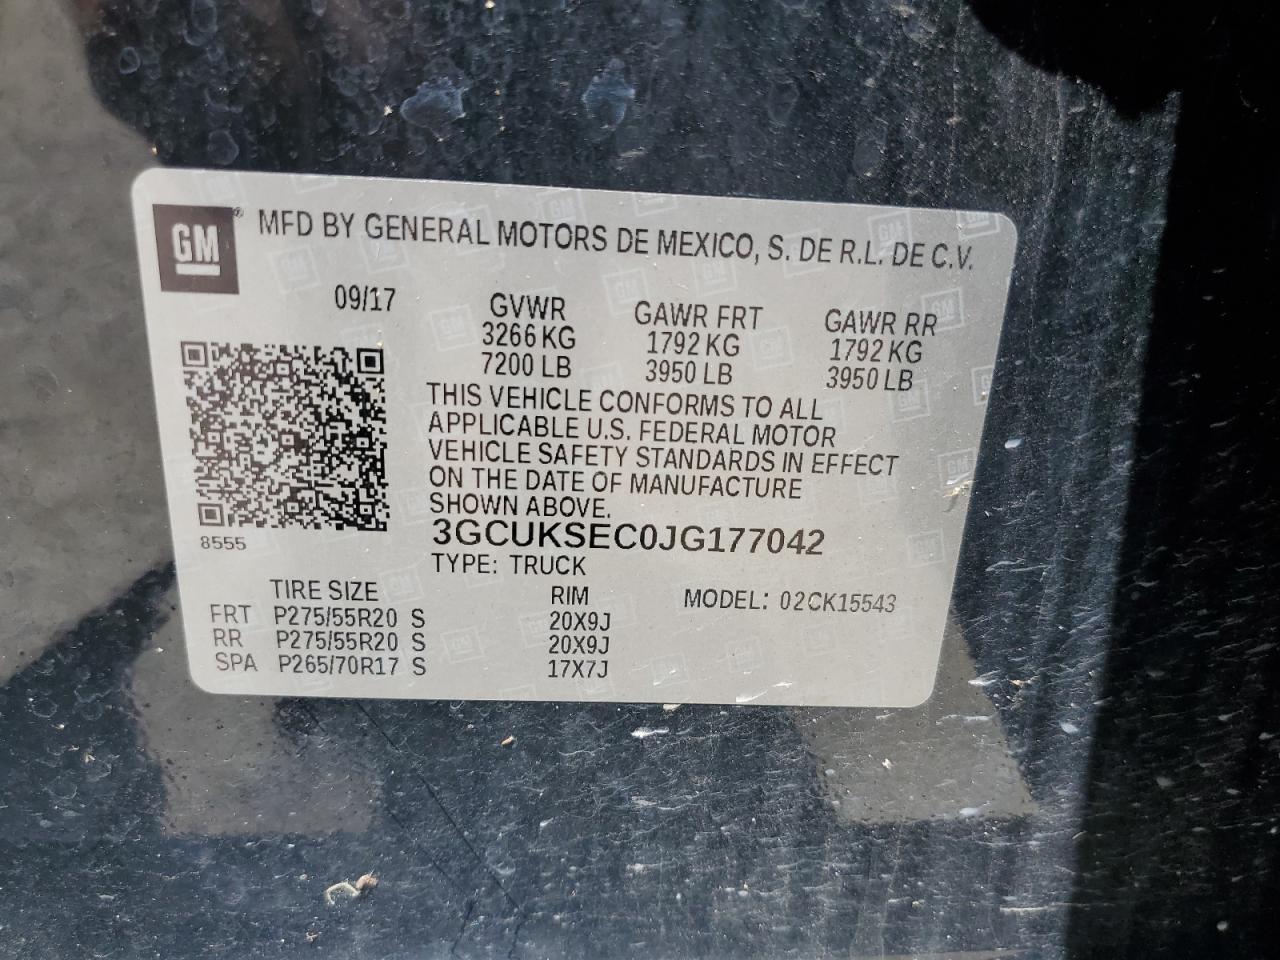 GM® MFD BY GENERAL MOTORS DE MEXICO, S. DE R.L. DE C.V.
09/17 GVWR GAWR FRT GAWR RR
3266 KG 1792 KG 1792 KG
7200 LB 3950 LB 3950 LB
THIS VEHICLE CONFORMS TO ALL
APPLICABLE U.S. FEDERAL MOTOR
VEHICLE SAFETY STANDARDS IN EFFECT
ON THE DATE OF MANUFACTURE
SHOWN ABOVE.
8555 3GCUKSEC0JG177042
TYPE: TRUCK
TIRE SIZE RIM MODEL: 02CK15543
FRT P275/55R20 S 20X9J
RR P275/55R20 S 20X9J
SPA P265/70R17 S 17X7J